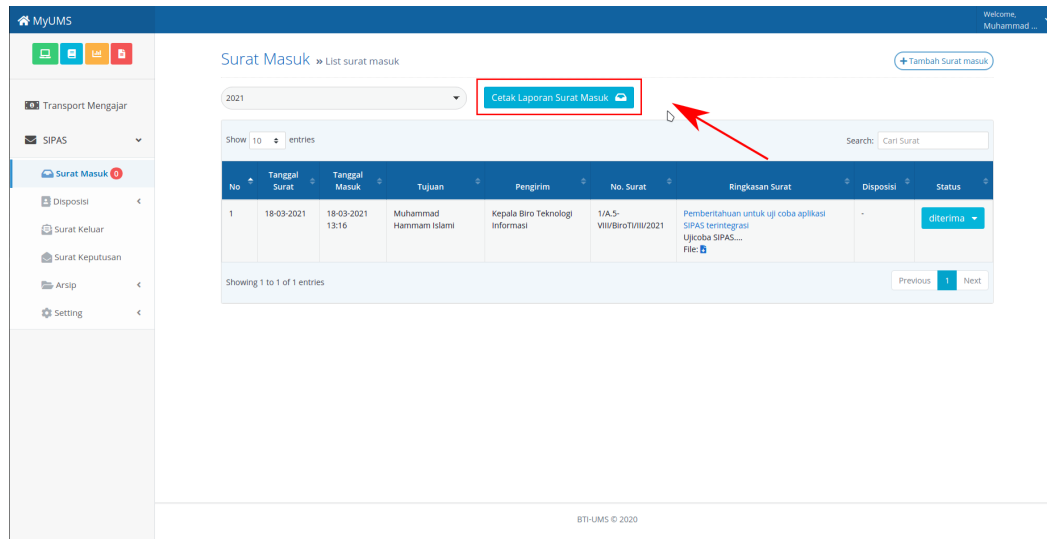 MyUMS
Welcome,
Muhammad ...
Transport Mengajar
SIPAS
Surat Masuk 0
Disposisi
Surat Keluar
Surat Keputusan
Arsip
Setting
Surat Masuk » List surat masuk
+ Tambah Surat masuk
2021
Cetak Laporan Surat Masuk
Show 10 entries
Search: Cari Surat
No Tanggal Surat Tanggal Masuk Tujuan Pengirim No. Surat Ringkasan Surat Disposisi Status
1 18-03-2021 18-03-2021 Muhammad Kepala Biro Teknologi 1/A.5- Pemberitahuan untuk uji coba aplikasi - diterima
13:16 Hammam Islami Informasi VIII/BiroTI/III/2021 SIPAS terintegrasi
Ujicoba SIPAS....
File:
Showing 1 to 1 of 1 entries
Previous 1 Next
BTI-UMS © 2020